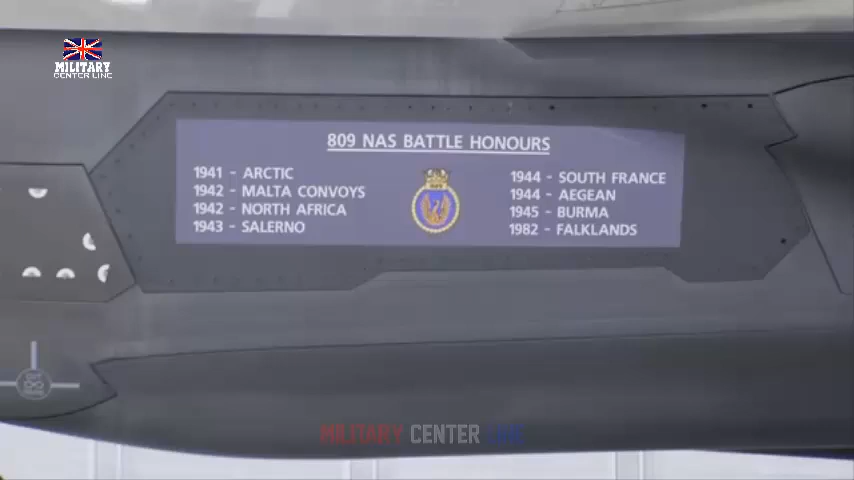 MILITARY
CENTER LINE
809 NAS BATTLE HONOURS
1941 - ARCTIC
1942 - MALTA CONVOYS
1942 - NORTH AFRICA
1943 - SALERNO
1944 - SOUTH FRANCE
1944 - AEGEAN
1945 - BURMA
1982 - FALKLANDS
MILITARY CENTER